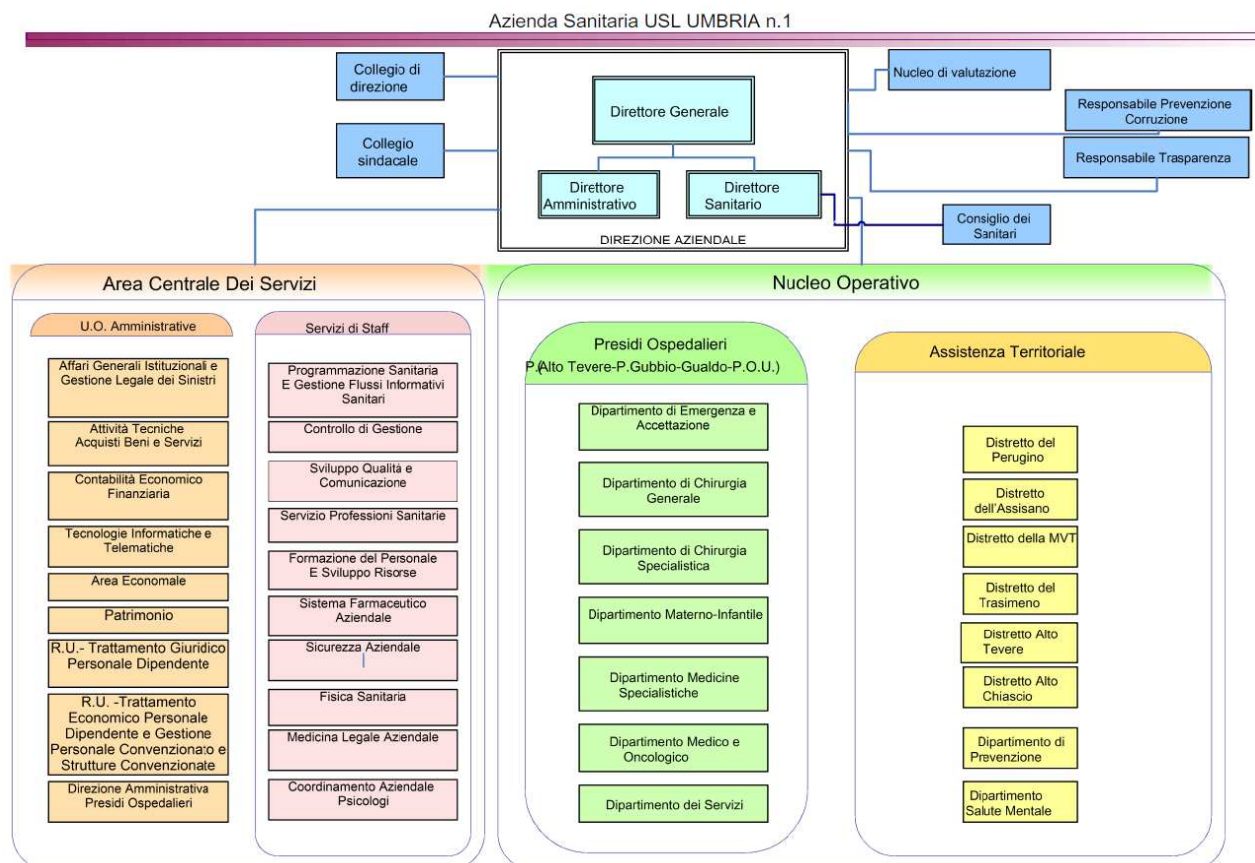 Azienda Sanitaria USL UMBRIA n.1
Collegio di
direzione
Collegio
sindacale
Direttore Generale
Direttore
Amministrativo
Direttore
Sanitario
DIREZIONE AZIENDALE
Nucleo di valutazione
Responsabile Prevenzione
Corruzione
Responsabile Trasparenza
Consiglio dei
Sanitari
Area Centrale Dei Servizi
U.O. Amministrative
Affari Generali Istituzionali e
Gestione Legale dei Sinistri
Attività Tecniche
Acquisti Beni e Servizi
Contabilità Economico
Finanziaria
Tecnologie Informatiche e
Telematiche
Area Economale
Patrimonio
R.U.- Trattamento Giuridico
Personale Dipendente
R.U. -Trattamento
Economico Personale
Dipendente e Gestione
Personale Convenzionato e
Strutture Convenzionate
Direzione Amministrativa
Presidi Ospedalieri
Servizi di Staff
Programmazione Sanitaria
E Gestione Flussi Informativi
Sanitari
Controllo di Gestione
Sviluppo Qualità e
Comunicazione
Servizio Professioni Sanitarie
Formazione del Personale
E Sviluppo Risorse
Sistema Farmaceutico
Aziendale
Sicurezza Aziendale
Fisica Sanitaria
Medicina Legale Aziendale
Coordinamento Aziendale
Psicologi
Nucleo Operativo
Presidi Ospedalieri
P.(Alto Tevere-P.Gubbio-Gualdo-P.O.U.)
Dipartimento di Emergenza e
Accettazione
Dipartimento di Chirurgia
Generale
Dipartimento di Chirurgia
Specialistica
Dipartimento Materno-Infantile
Dipartimento Medicine
Specialistiche
Dipartimento Medico e
Oncologico
Dipartimento dei Servizi
Assistenza Territoriale
Distretto del
Perugino
Distretto
dell'Assisano
Distretto della MVT
Distretto del
Trasimeno
Distretto Alto
Tevere
Distretto Alto
Chiascio
Dipartimento di
Prevenzione
Dipartimento
Salute Mentale